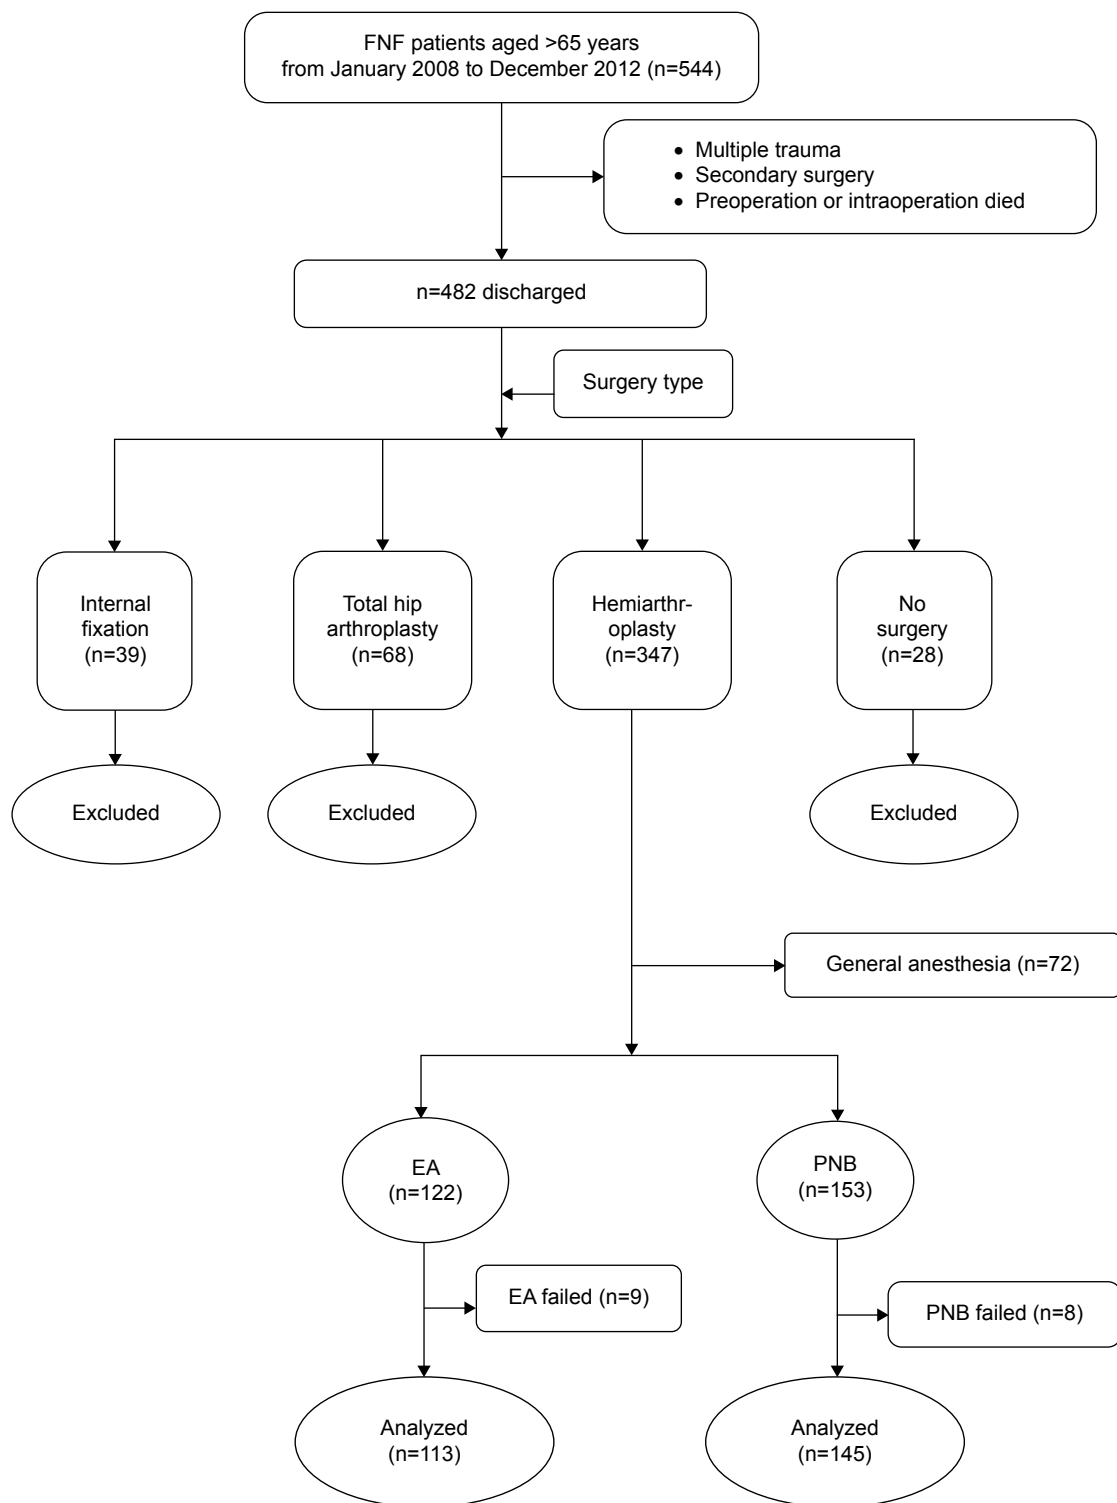 FNF patients aged >65 years
from January 2008 to December 2012 (n=544)
• Multiple trauma
• Secondary surgery
• Preoperation or intraoperation died
n=482 discharged
Surgery type
Internal
fixation
(n=39)
Total hip
arthroplasty
(n=68)
Hemiarthr-
oplasty
(n=347)
No
surgery
(n=28)
Excluded
Excluded
Excluded
General anesthesia (n=72)
EA
(n=122)
PNB
(n=153)
EA failed (n=9)
PNB failed (n=8)
Analyzed
(n=113)
Analyzed
(n=145)